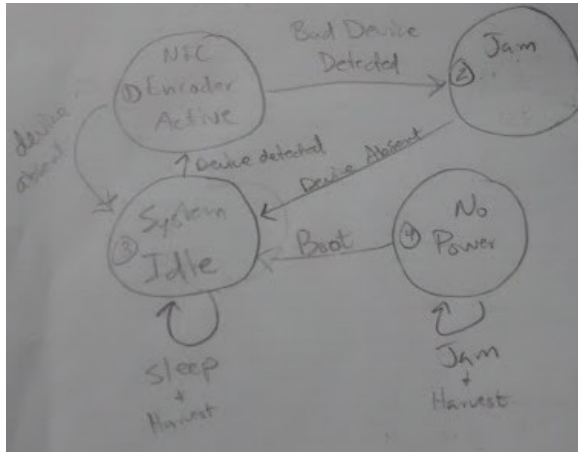 NFC
① Encoder
Active
Bad Device
Detected
Jam
②
device
absent
Device detected
Device Absent
System
③
Idle
Boot
No
④ Power
Sleep
+
Harvest
Jam
+
Harvest